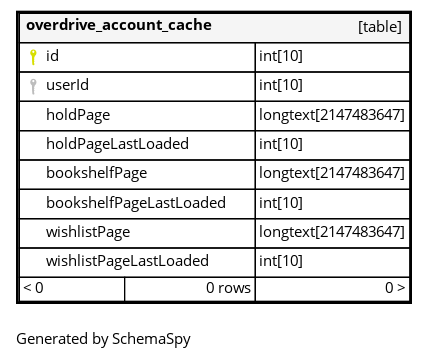 overdrive_account_cache [table]
id int[10]
userId int[10]
holdPage longtext[2147483647]
holdPageLastLoaded int[10]
bookshelfPage longtext[2147483647]
bookshelfPageLastLoaded int[10]
wishlistPage longtext[2147483647]
wishlistPageLastLoaded int[10]
< 0 0 rows 0 >
Generated by SchemaSpy